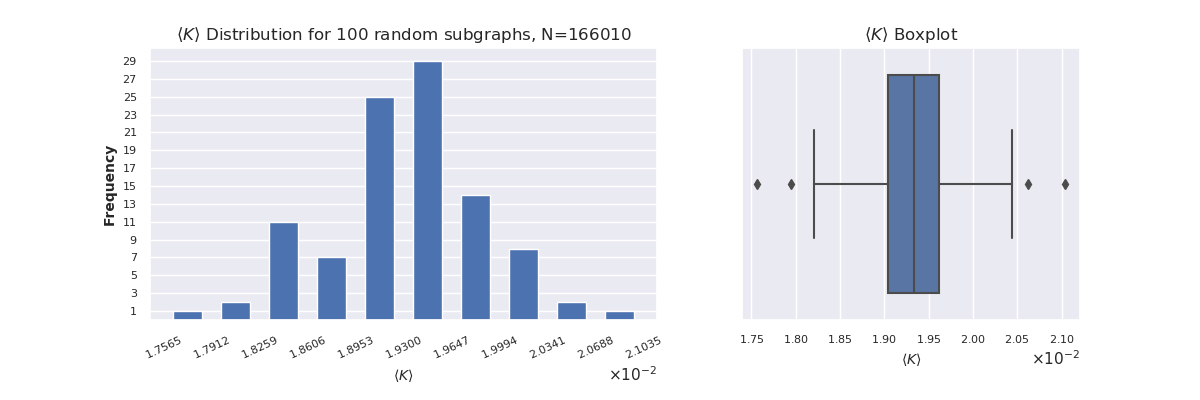 ⟨K⟩ Distribution for 100 random subgraphs, N=166010
Frequency
29
27
25
23
21
19
17
15
13
11
9
7
5
3
1
1.7565 1.7912 1.8259 1.8606 1.8953 1.9300 1.9647 1.9994 2.0341 2.0688 2.1035
⟨K⟩
×10⁻²
⟨K⟩ Boxplot
1.75 1.80 1.85 1.90 1.95 2.00 2.05 2.10
⟨K⟩
×10⁻²